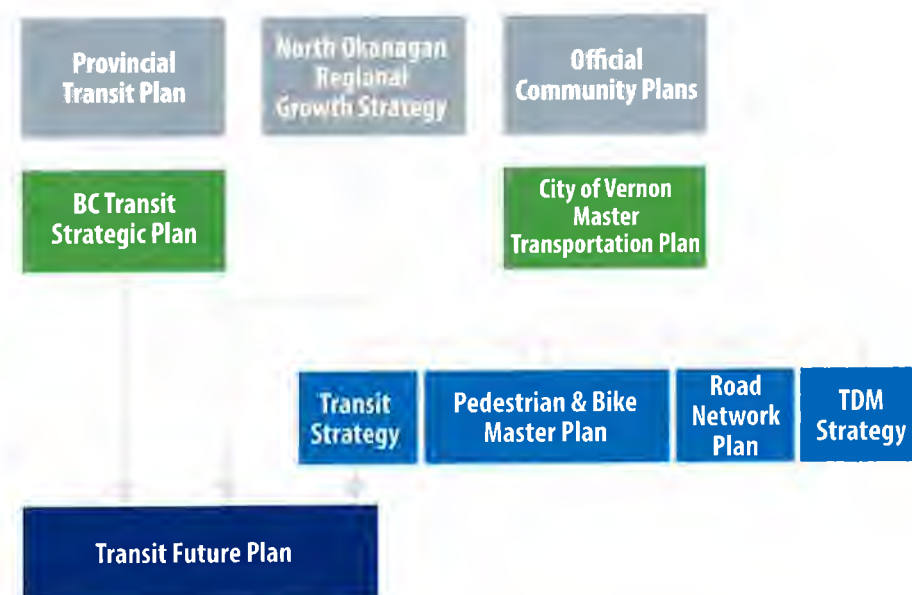 Provincial
Transit Plan
North Okanagan
Regional
Growth Strategy
Official
Community Plans
BC Transit
Strategic Plan
City of Vernon
Master
Transportation Plan
Transit
Strategy
Pedestrian & Bike
Master Plan
Road
Network
Plan
TDM
Strategy
Transit Future Plan